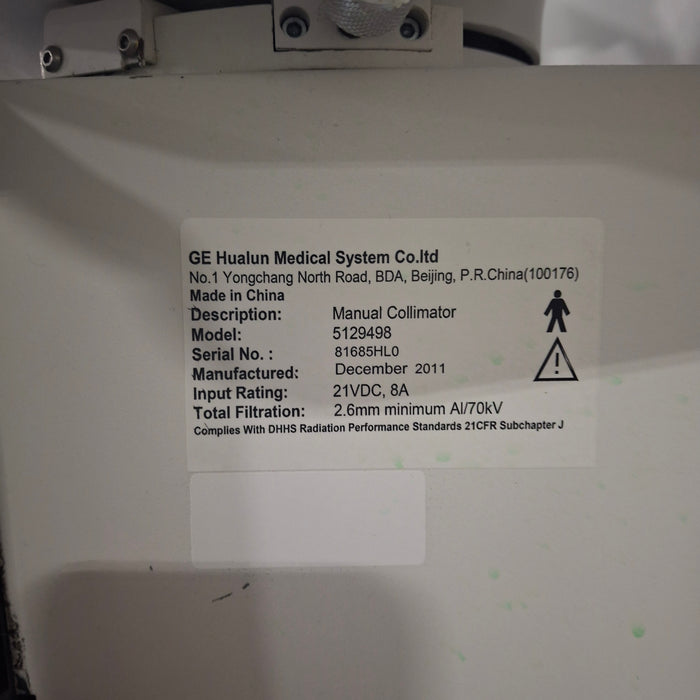 GE Hualun Medical System Co.ltd
No.1 Yongchang North Road, BDA, Beijing, P.R.China(100176)
Made in China
Description: Manual Collimator
Model: 5129498
Serial No. : 81685HL0
Manufactured: December 2011
Input Rating: 21VDC, 8A
Total Filtration: 2.6mm minimum Al/70kV
Complies With DHHS Radiation Performance Standards 21CFR Subchapter J